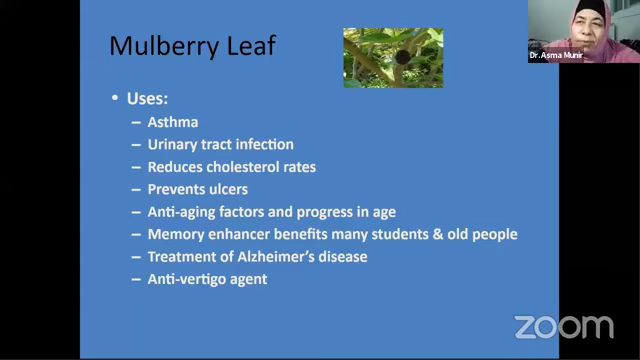 Mulberry Leaf
Dr. Asma Munir
• Uses:
– Asthma
– Urinary tract infection
– Reduces cholesterol rates
– Prevents ulcers
– Anti-aging factors and progress in age
– Memory enhancer benefits many students & old people
– Treatment of Alzheimer's disease
– Anti-vertigo agent
zoom